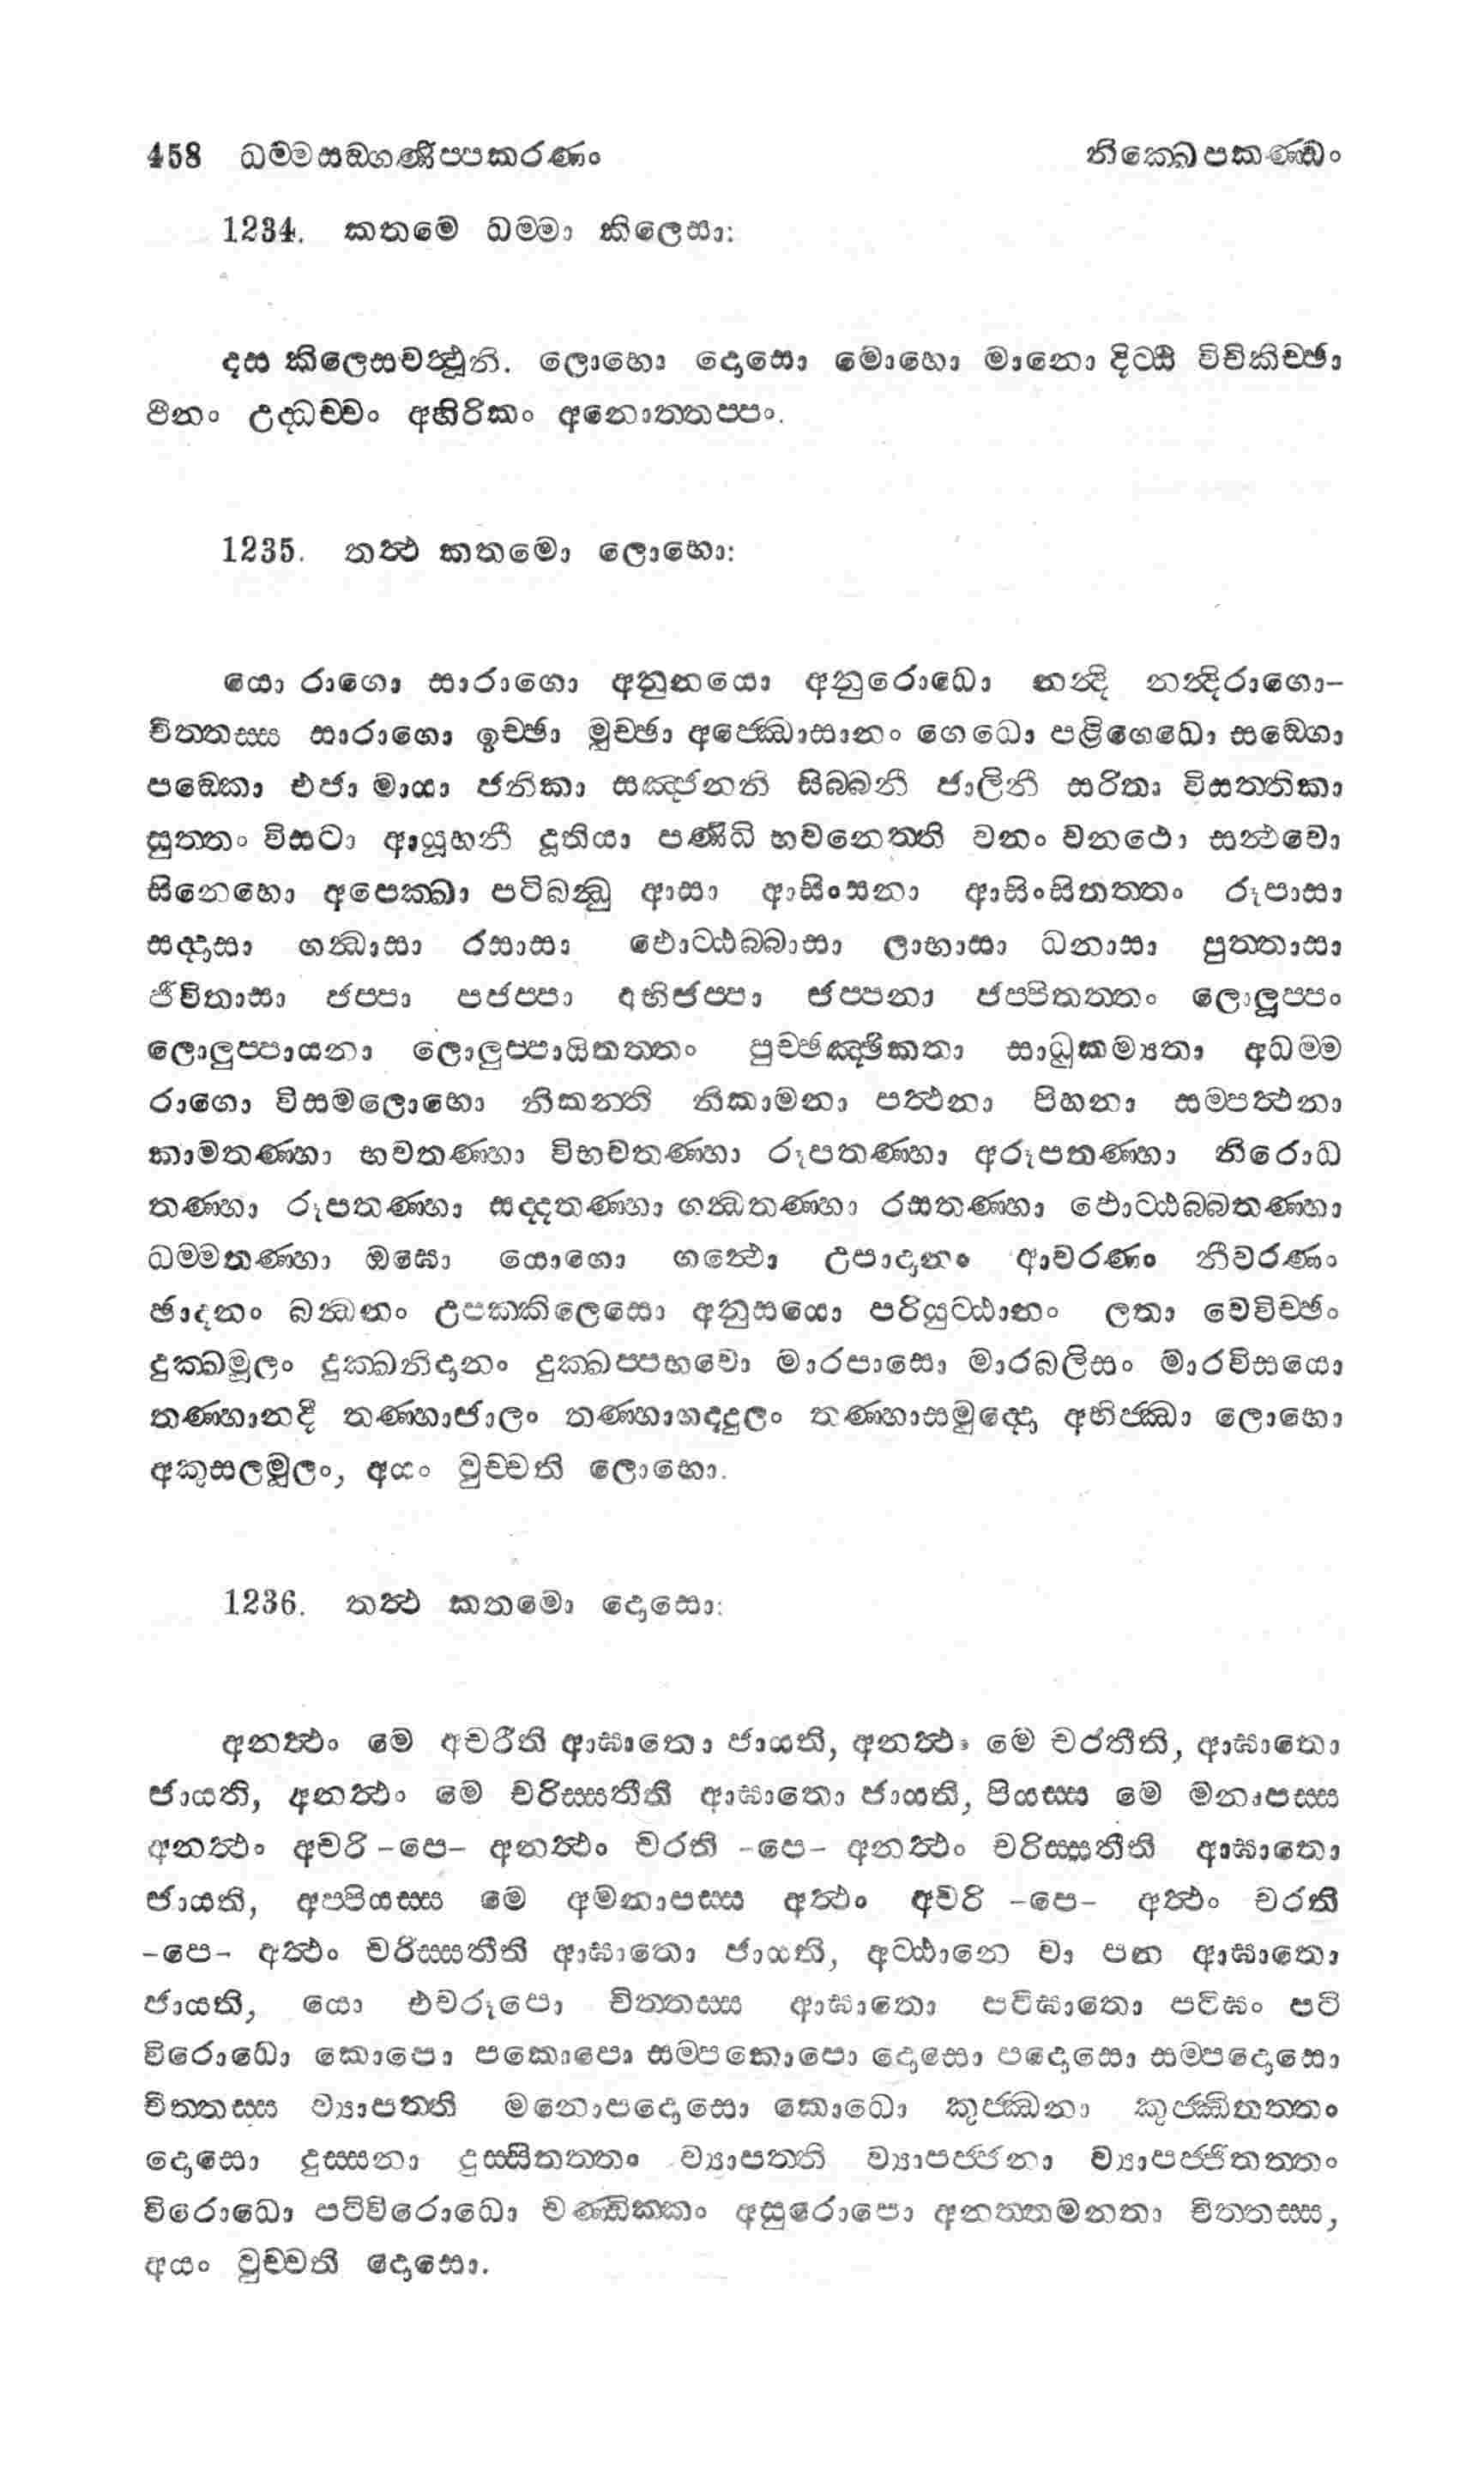 458 ධම්මසඞ්ගණිප්පකරණං නික්ඛෙපකණ්ඩං
1234. කතමෙ ධම්මා කිලෙසා:
දස කිලෙසවත්ථූනි. ලොභො දොසො මොහො මානො දිට්ඨි විචිකිච්ඡා
ථිනං උද්ධච්චං අහිරිකං අනොත්තප්පං.
1235. තත්ථ කතමො ලොභො:
යො රාගො සාරාගො අනුනයො අනුරොධො නන්දි නන්දිරාගො-
චිත්තස්ස සාරාගො ඉච්ඡා මුච්ඡා අජ්ඣොසානං ගෙධො පළිගෙධො සඞ්ගො
පඞ්කො එජා මායා ජනිකා සඤ්ජනනි සිබ්බනී ජාලිනී සරිතා විසත්තිකා
සුත්තං විසටා ආයූහනී දූතියා පණිධි භවනෙත්ති වනං වනථො සන්ථවො
සිනෙහො අපෙක්ඛා පටිබන්ධු ආසා ආසිංසනා ආසිංසිතත්තං රූපාසා
සද්දාසා ගන්ධාසා රසාසා ඵොට්ඨබ්බාසා ලාභාසා ධනාසා පුත්තාසා
ජීවිතාසා ජප්පා පජප්පා අභිජප්පා ජප්පනා ජප්පිතත්තං ලොලුප්පං
ලොලුප්පායනා ලොලුප්පායිතත්තං පුච්ඡඤ්ජිකතා සාධුකම්‍යතා අධම්ම
රාගො විසමලොභො නිකන්ති නිකාමනා පත්ථනා පිහනා සම්පත්ථනා
කාමතණ්හා භවතණ්හා විභවතණ්හා රූපතණ්හා අරූපතණ්හා නිරොධ
තණ්හා රූපතණ්හා සද්දතණ්හා ගන්ධතණ්හා රසතණ්හා ඵොට්ඨබ්බතණ්හා
ධම්මතණ්හා ඔඝො යොගො ගන්ථො උපාදානං ආවරණං නීවරණං
ඡාදනං බන්ධනං උපක්කිලෙසො අනුසයො පරියුට්ඨානං ලතා වෙවිච්ඡං
දුක්ඛමූලං දුක්ඛනිදානං දුක්ඛප්පභවො මාරපාසො මාරබලිසං මාරවිසයො
තණ්හානදී තණ්හාජාලං තණ්හාගද්දුලං තණ්හාසමුද්දො අභිජ්ඣා ලොභො
අකුසලමූලං, අයං වුච්චති ලොභො.
1236. තත්ථ කතමො දොසො:
අනත්ථං මෙ අචරීති ආඝාතො ජායති, අනත්ථං මෙ චරතීති, ආඝාතො
ජායති, අනත්ථං මෙ චරිස්සතීති ආඝාතො ජායති, පියස්ස මෙ මනාපස්ස
අනත්ථං අචරි -පෙ- අනත්ථං චරති -පෙ- අනත්ථං චරිස්සතීති ආඝාතො
ජායති, අප්පියස්ස මෙ අමනාපස්ස අත්ථං අචරි -පෙ- අත්ථං චරති
-පෙ- අත්ථං චරිස්සතීති ආඝාතො ජායති, අට්ඨානෙ වා පන ආඝාතො
ජායති, යො එවරූපො චිත්තස්ස ආඝාතො පටිඝාතො පටිඝං පටි
විරොධො කොපො පකොපො සම්පකොපො දොසො පදොසො සම්පදොසො
චිත්තස්ස ව්‍යාපත්ති මනොපදොසො කොධො කුජ්ඣනා කුජ්ඣිතත්තං
දොසො දුස්සනා දුස්සිතත්තං ව්‍යාපත්ති ව්‍යාපජ්ජනා ව්‍යාපජ්ජිතත්තං
විරොධො පටිවිරොධො චණ්ඩික්කං අසුරොපො අනත්තමනතා චිත්තස්ස,
අයං වුච්චති දොසො.